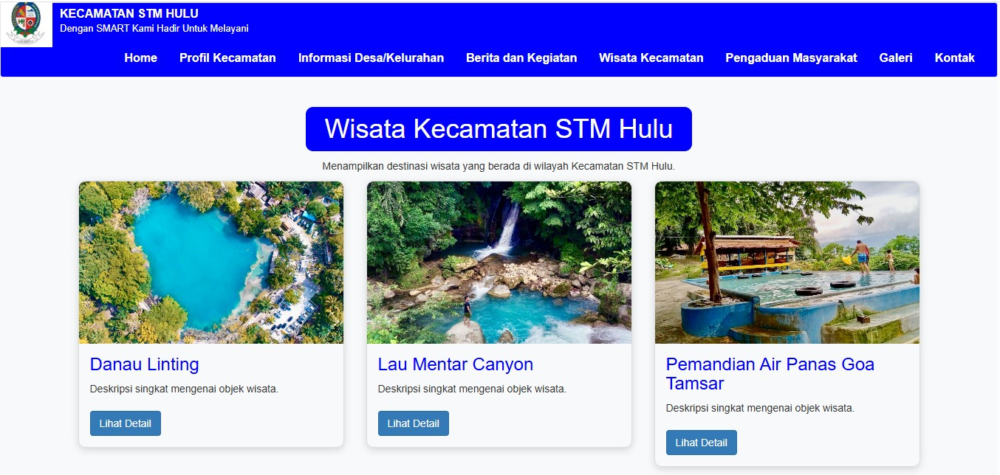 KECAMATAN STM HULU
Dengan SMART Kami Hadir Untuk Melayani
Home Profil Kecamatan Informasi Desa/Kelurahan Berita dan Kegiatan Wisata Kecamatan Pengaduan Masyarakat Galeri Kontak
Wisata Kecamatan STM Hulu
Menampilkan destinasi wisata yang berada di wilayah Kecamatan STM Hulu.
Danau Linting
Deskripsi singkat mengenai objek wisata.
Lihat Detail
Lau Mentar Canyon
Deskripsi singkat mengenai objek wisata.
Lihat Detail
Pemandian Air Panas Goa
Tamsar
Deskripsi singkat mengenai objek wisata.
Lihat Detail